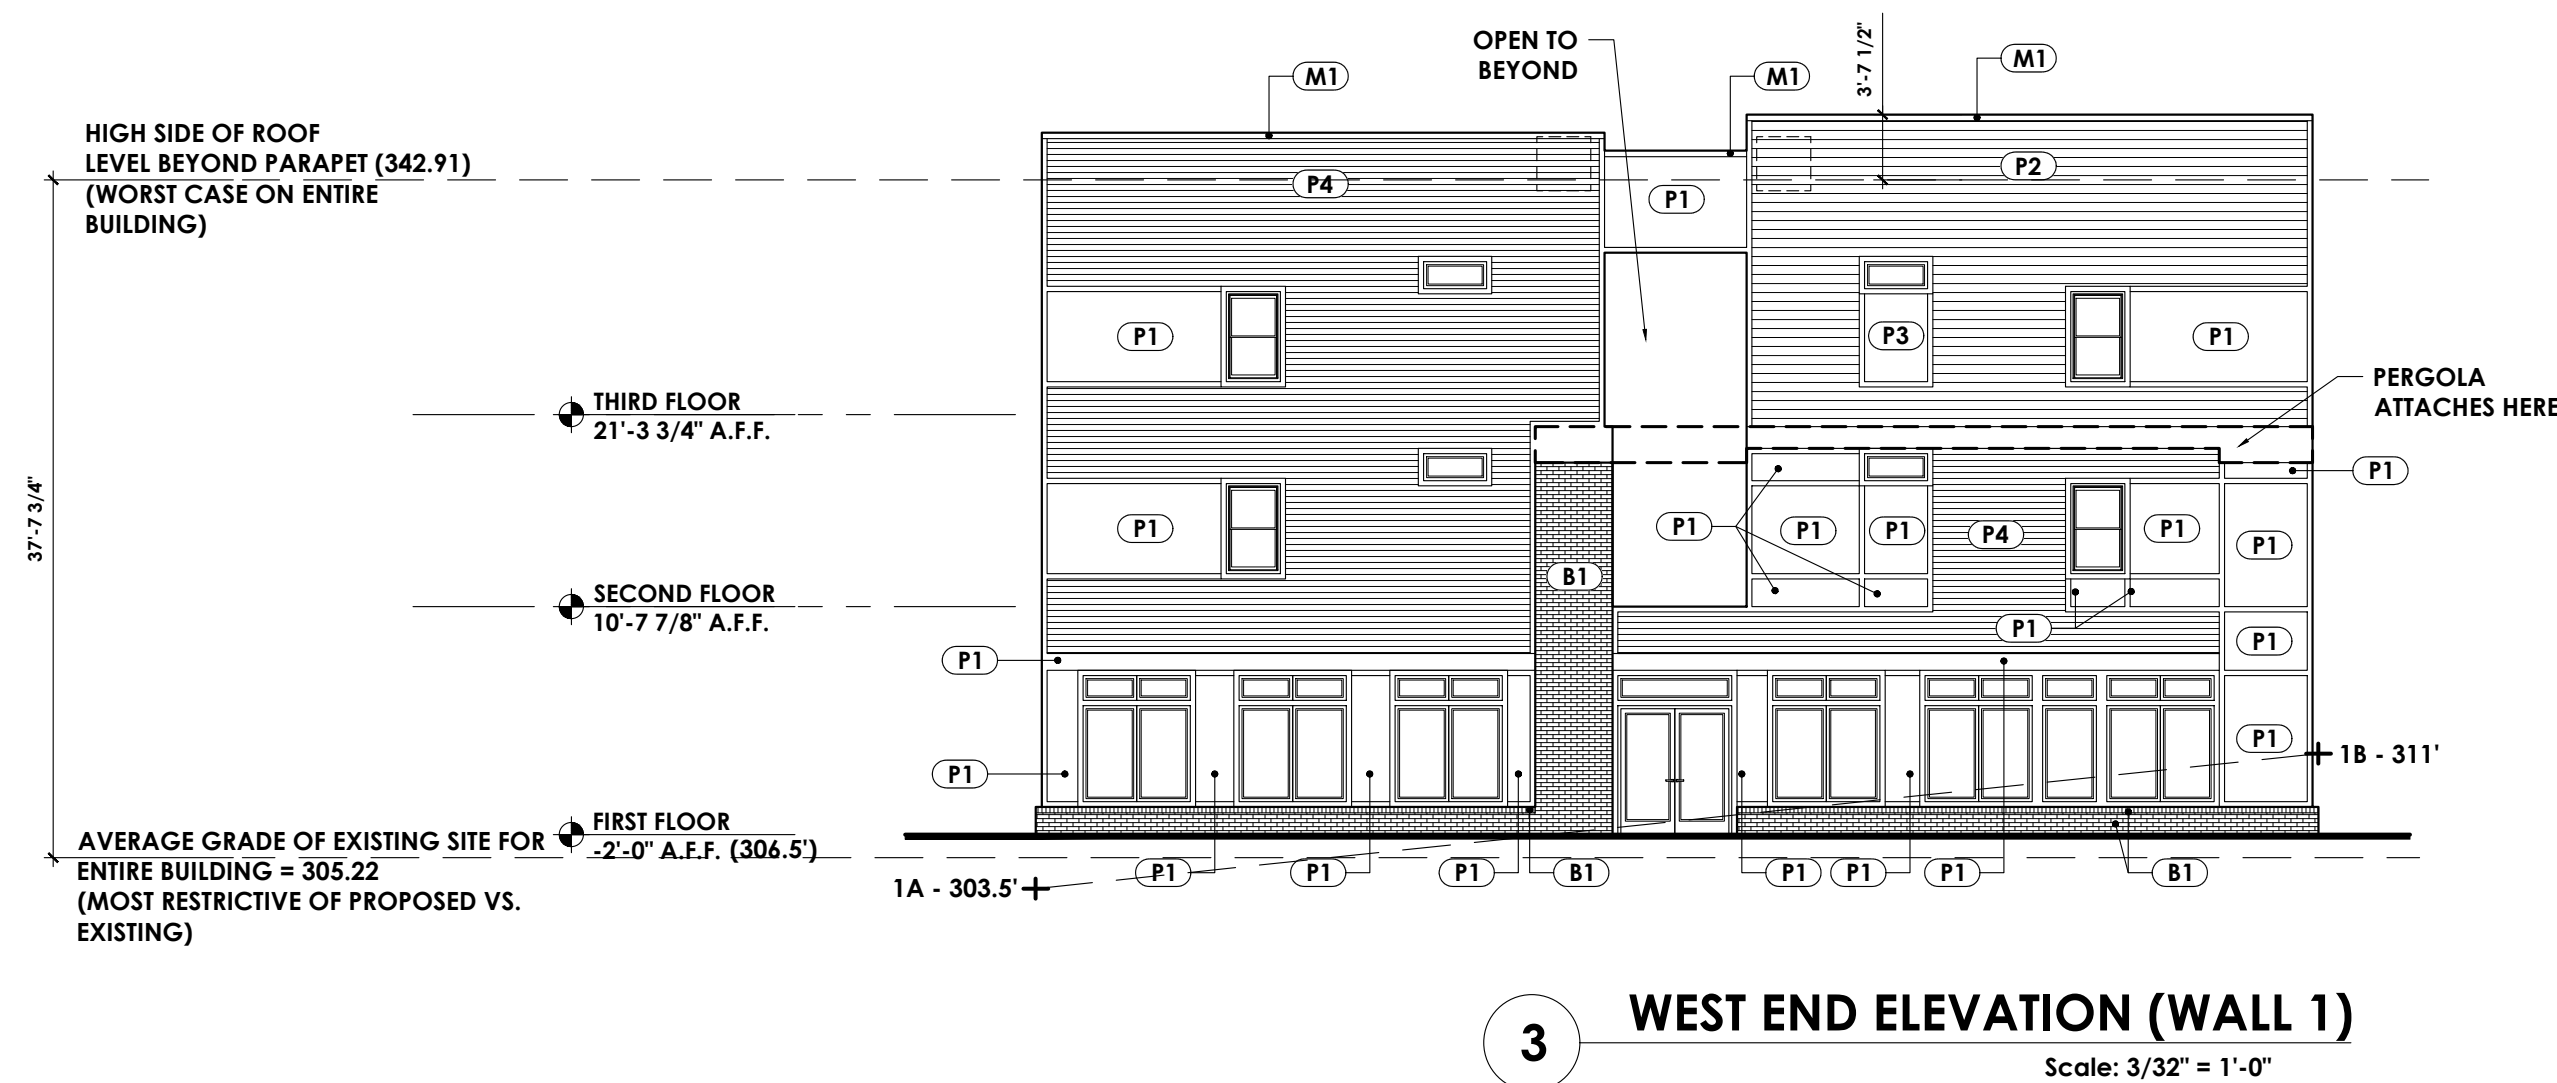 OPEN TO
BEYOND
M1
M1
3'-7 1/2"
M1
HIGH SIDE OF ROOF
LEVEL BEYOND PARAPET (342.91)
(WORST CASE ON ENTIRE
BUILDING)
P4
P1
P2
P1
P3
P1
PERGOLA
ATTACHES HERE
THIRD FLOOR
21'-3 3/4" A.F.F.
P1
37'-7 3/4"
P1
P1
P1
P1
P4
P1
P1
B1
SECOND FLOOR
10'-7 7/8" A.F.F.
P1
P1
P1
P1
P1
1B - 311'
FIRST FLOOR
-2'-0" A.F.F. (306.5')
AVERAGE GRADE OF EXISTING SITE FOR
ENTIRE BUILDING = 305.22
(MOST RESTRICTIVE OF PROPOSED VS.
EXISTING)
1A - 303.5'
P1
P1
P1
B1
P1
P1
P1
B1
3
WEST END ELEVATION (WALL 1)
Scale: 3/32" = 1'-0"